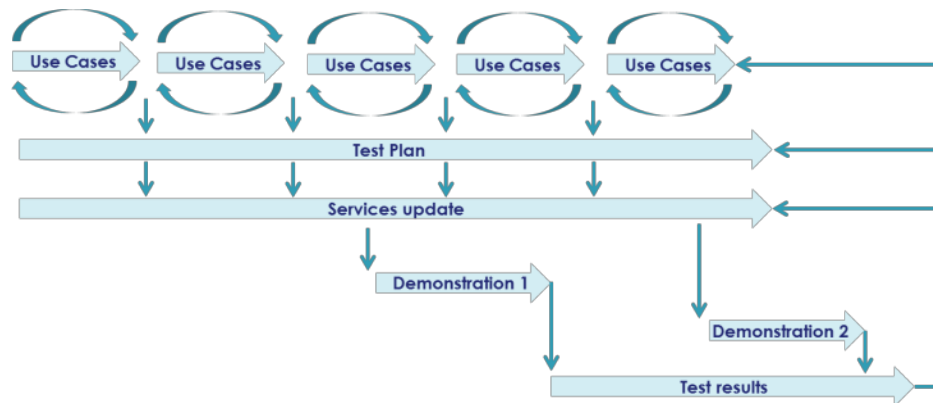 Use Cases
Use Cases
Use Cases
Use Cases
Use Cases
Test Plan
Services update
Demonstration 1
Demonstration 2
Test results